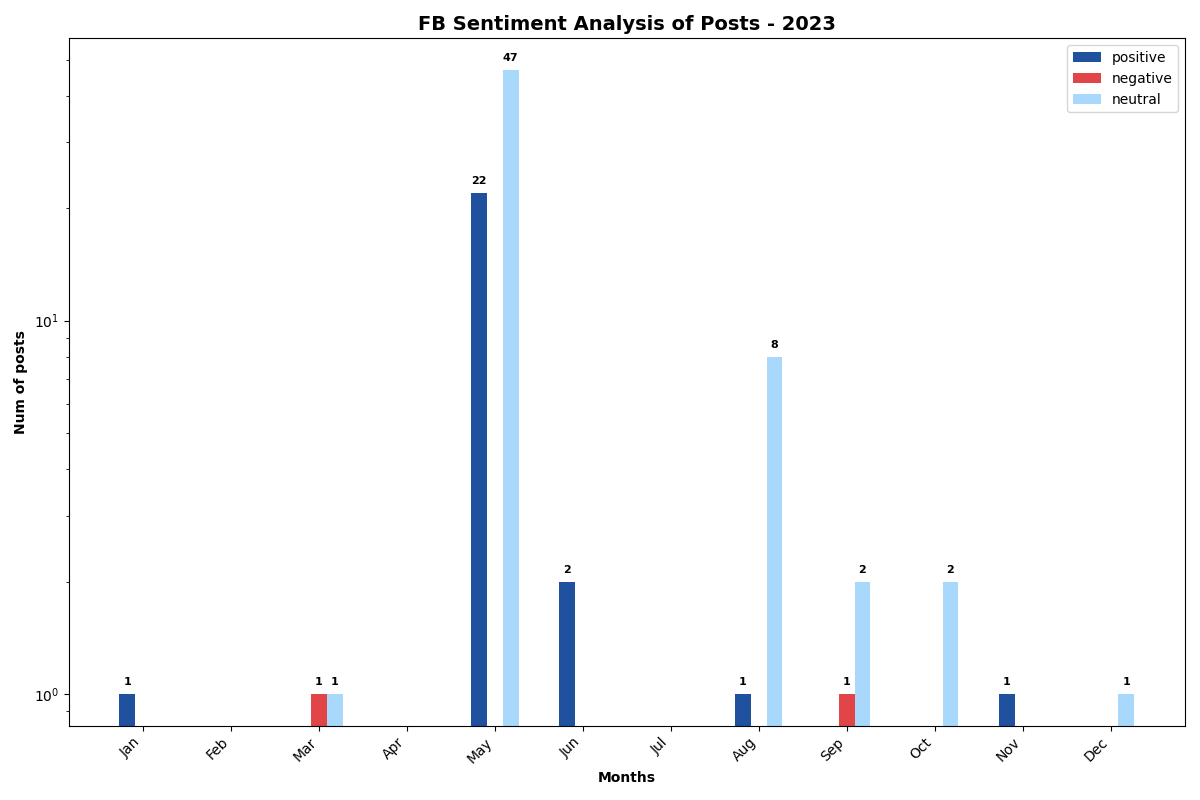 FB Sentiment Analysis of Posts - 2023
positive
negative
neutral
47
22
8
2
2
2
1
1
1
1
1
1
1
10¹
10⁰
Num of posts
Jan
Feb
Mar
Apr
May
Jun
Jul
Aug
Sep
Oct
Nov
Dec
Months